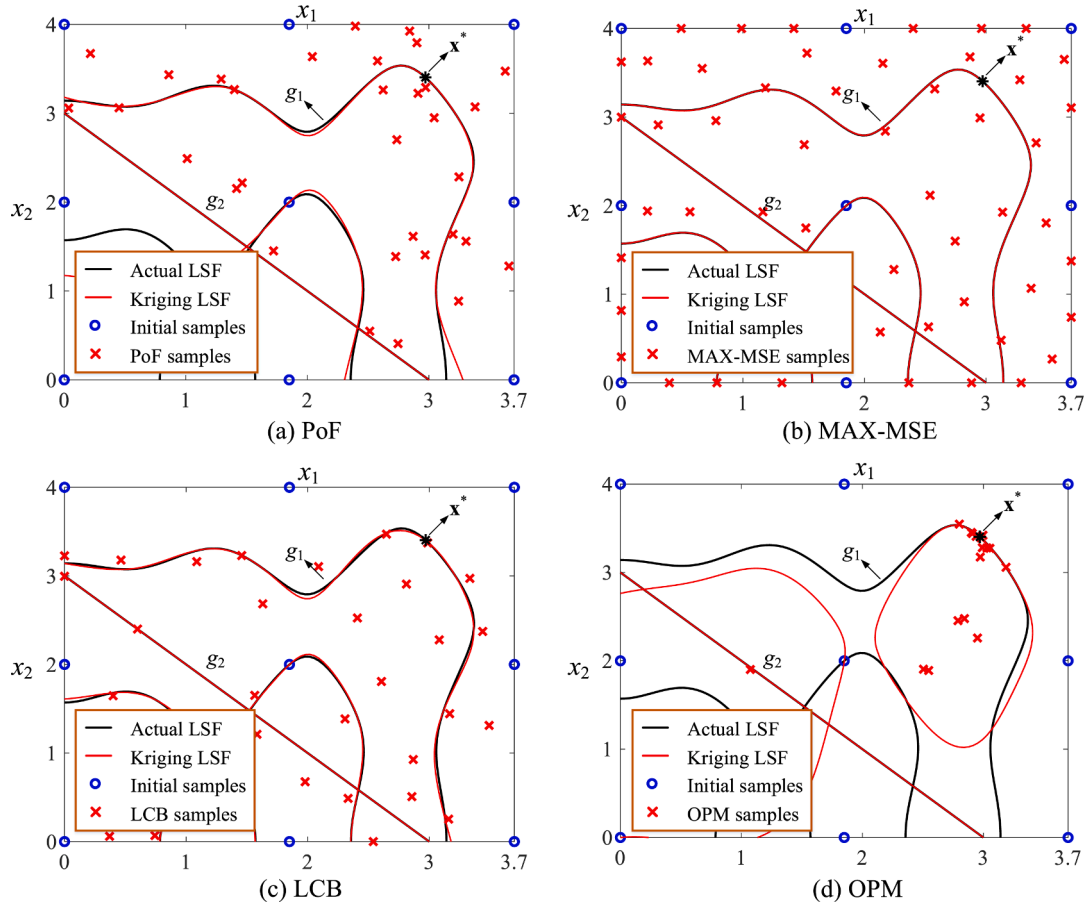 4
x1
x*
3
g1
x2
2
g2
1
Actual LSF
Kriging LSF
Initial samples
PoF samples
0
0
1
2
3
3.7
(a) PoF
4
x1
x*
3
g1
x2
2
g2
1
Actual LSF
Kriging LSF
Initial samples
MAX-MSE samples
0
0
1
2
3
3.7
(b) MAX-MSE
4
x1
x*
3
g1
x2
2
g2
1
Actual LSF
Kriging LSF
Initial samples
LCB samples
0
0
1
2
3
3.7
(c) LCB
4
x1
x*
3
g1
x2
2
g2
1
Actual LSF
Kriging LSF
Initial samples
OPM samples
0
0
1
2
3
3.7
(d) OPM